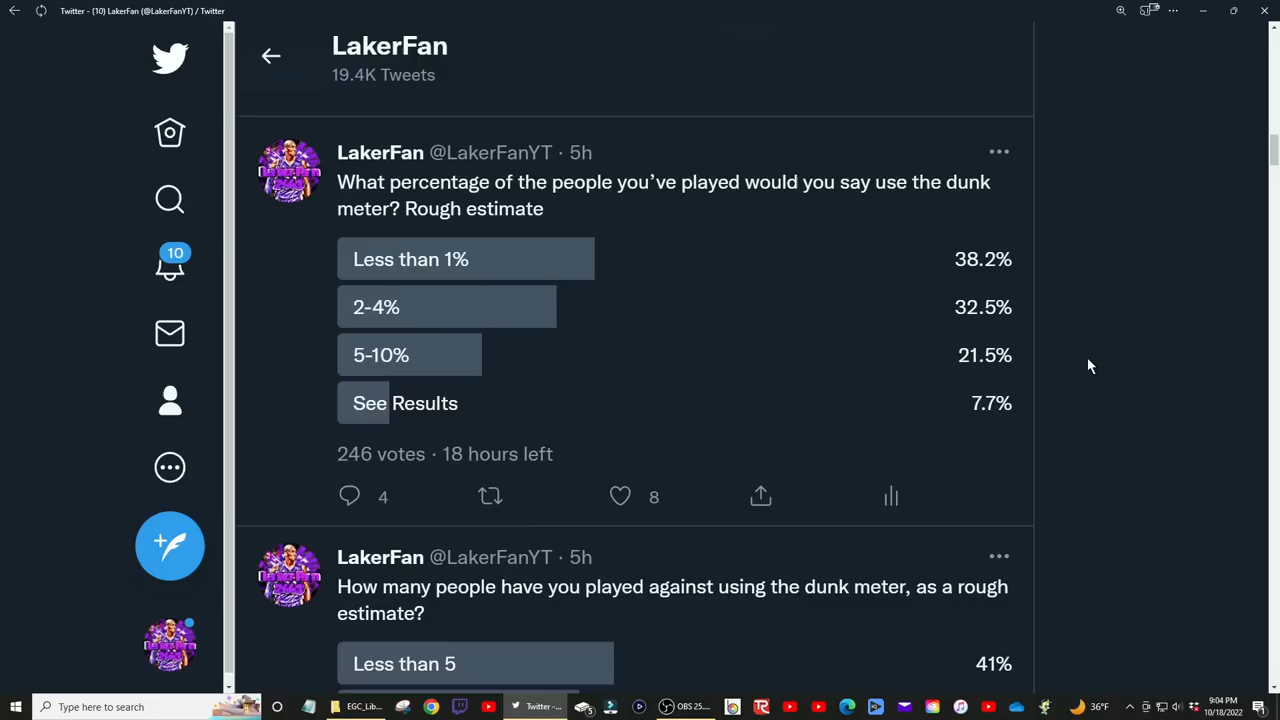 Twitter - (10) LakerFan (@LakerFanYT) / Twitter
LakerFan
19.4K Tweets
10
LakerFan @LakerFanYT · 5h
What percentage of the people you’ve played would you say use the dunk
meter? Rough estimate
Less than 1% 38.2%
2-4% 32.5%
5-10% 21.5%
See Results 7.7%
246 votes · 18 hours left
4 8
LakerFan @LakerFanYT · 5h
How many people have you played against using the dunk meter, as a rough
estimate?
Less than 5 41%
Type here to search
EGC_Lib...
Twitter -...
OBS 25....
36°F
9:04 PM
10/18/2022